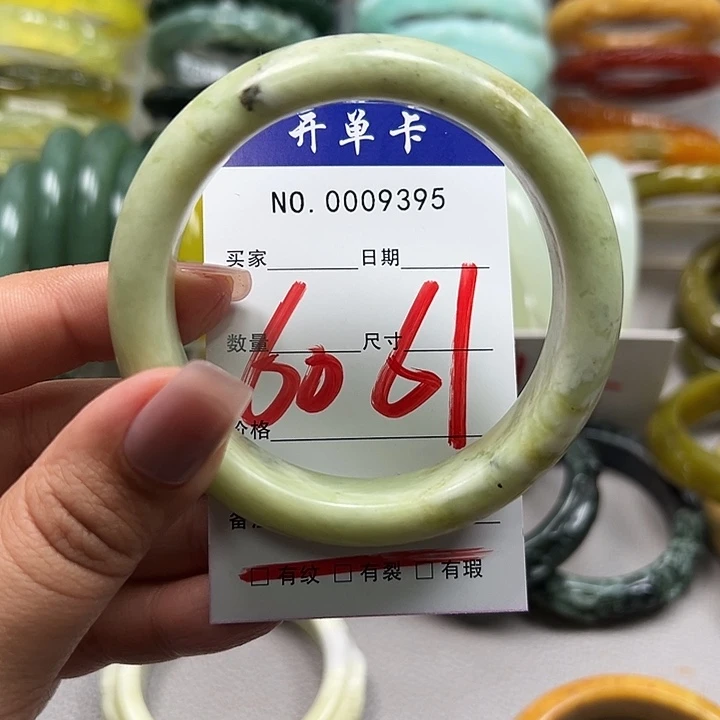 开单卡
NO. 0009395
买家 日期
60 61
数量 尺寸
价格
□ 有纹 □ 有裂 □ 有瑕